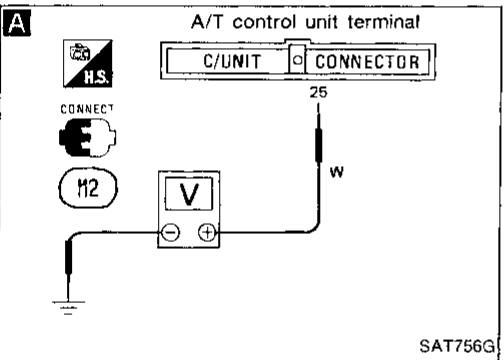 A
A/T control unit terminal
H.S.
C/UNIT CONNECTOR
25
CONNECT
W
M2
V
SAT756G